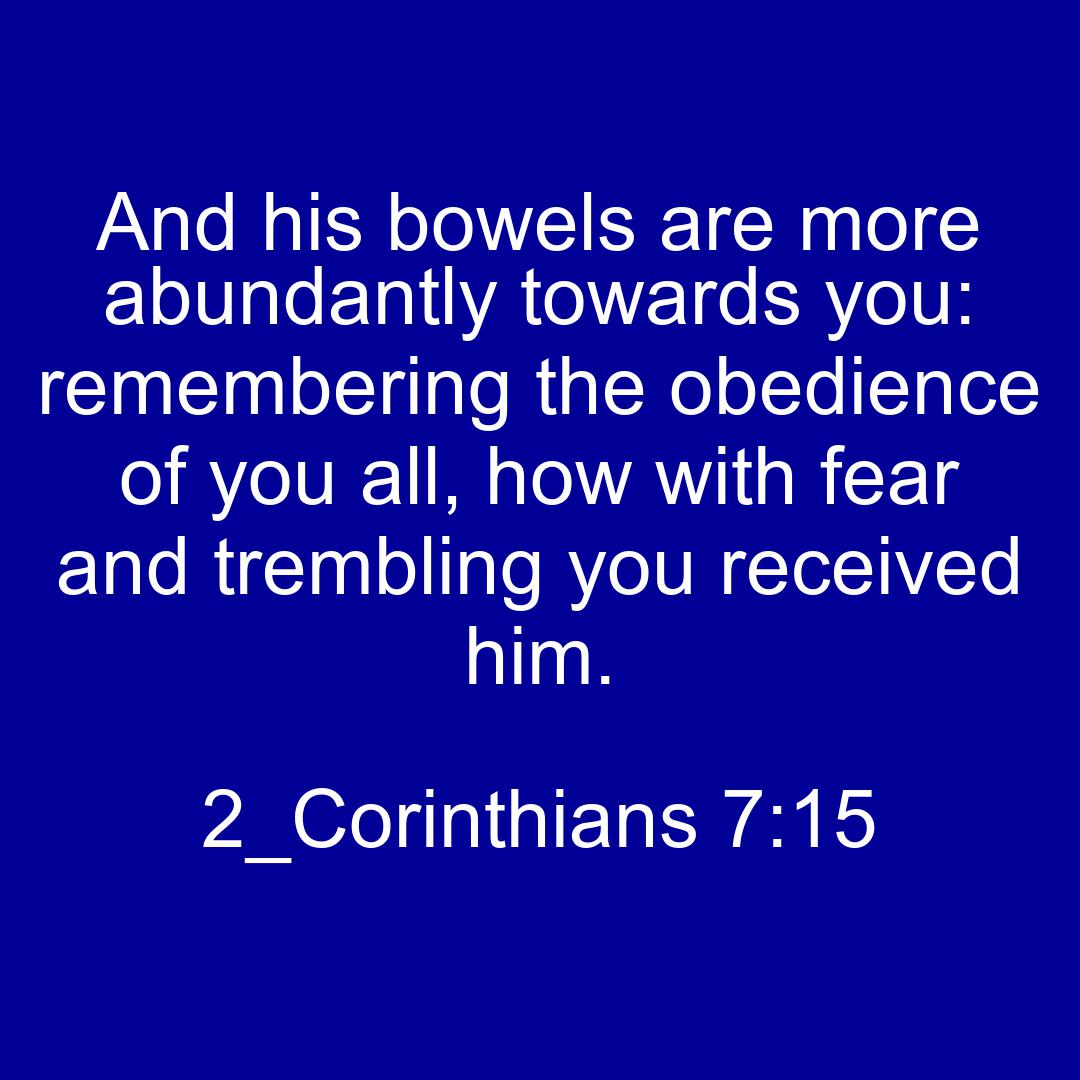 And his bowels are more
abundantly towards you:
remembering the obedience
of you all, how with fear
and trembling you received
him.
2_Corinthians 7:15